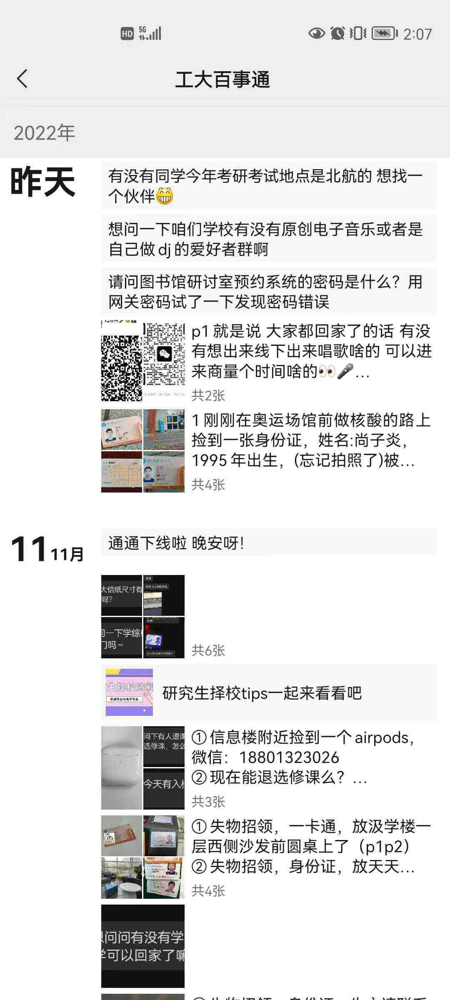 HD 5G 2:07
工大百事通
2022年
昨天
有没有同学今年考研考试地点是北航的 想找一
个伙伴😁
想问一下咱们学校有没有原创电子音乐或者是
自己做dj的爱好者群啊
请问图书馆研讨室预约系统的密码是什么？用
网关密码试了一下发现密码错误
p1 就是说 大家都回家了的话 有没
有想出来线下出来唱歌啥的 可以进
来商量个时间啥的👀🎤...
共2张
1 刚刚在奥运场馆前做核酸的路上
捡到一张身份证，姓名:尚子炎，
1995 年出生，(忘记拍照了)被...
共4张
11 11月
通通下线啦 晚安呀！
大信纸尺寸有
呢？
问一下学综
门吗~
共6张
生择校资料
机械专业与电子专业
研究生择校tips一起来看看吧
问下有人退课
选修课，怎么
今天有入校
①信息楼附近捡到一个airpods，
微信：18801323026
②现在能退选修课么？...
共3张
①失物招领，一卡通，放汲学楼一
层西侧沙发前圆桌上了（p1p2）
②失物招领，身份证，放天天...
共4张
想问问有没有学
学可以回家了嘛